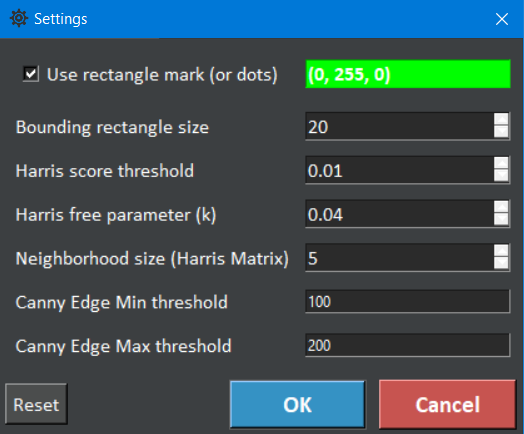 Settings
Use rectangle mark (or dots) (0, 255, 0)
Bounding rectangle size 20
Harris score threshold 0.01
Harris free parameter (k) 0.04
Neighborhood size (Harris Matrix) 5
Canny Edge Min threshold 100
Canny Edge Max threshold 200
Reset OK Cancel